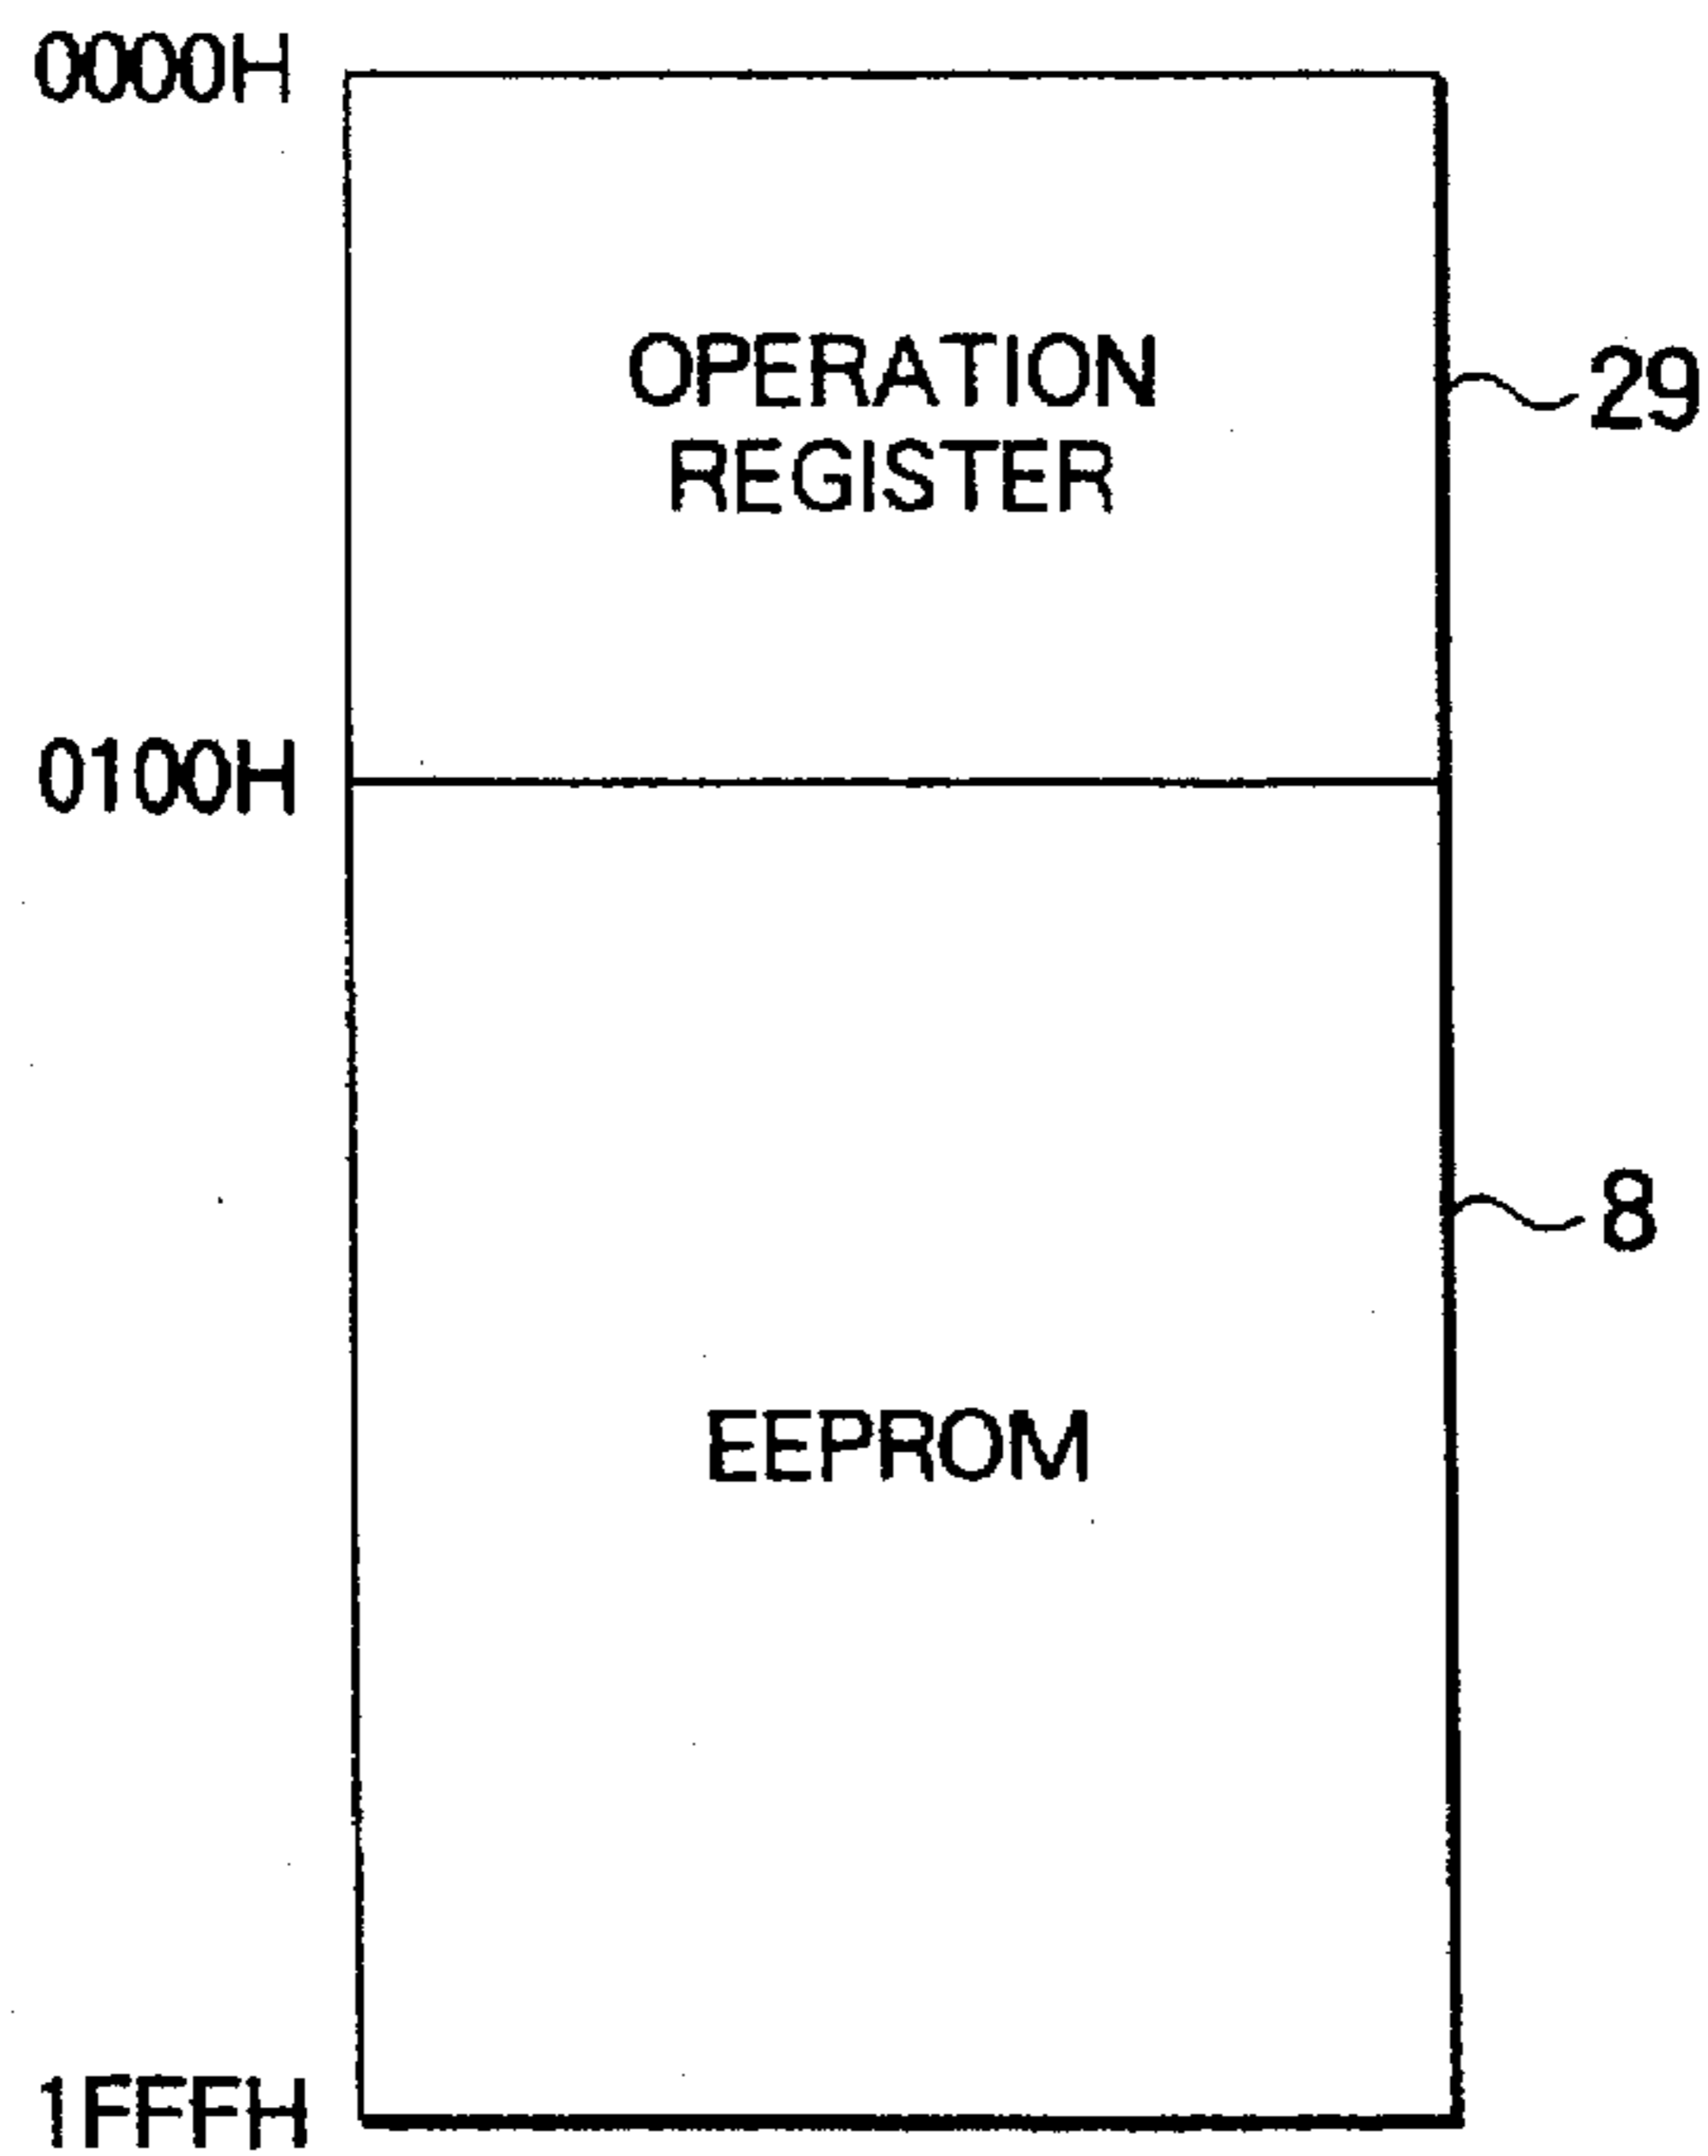 0000H
OPERATION
REGISTER
29
0100H
8
EEPROM
1FFFH